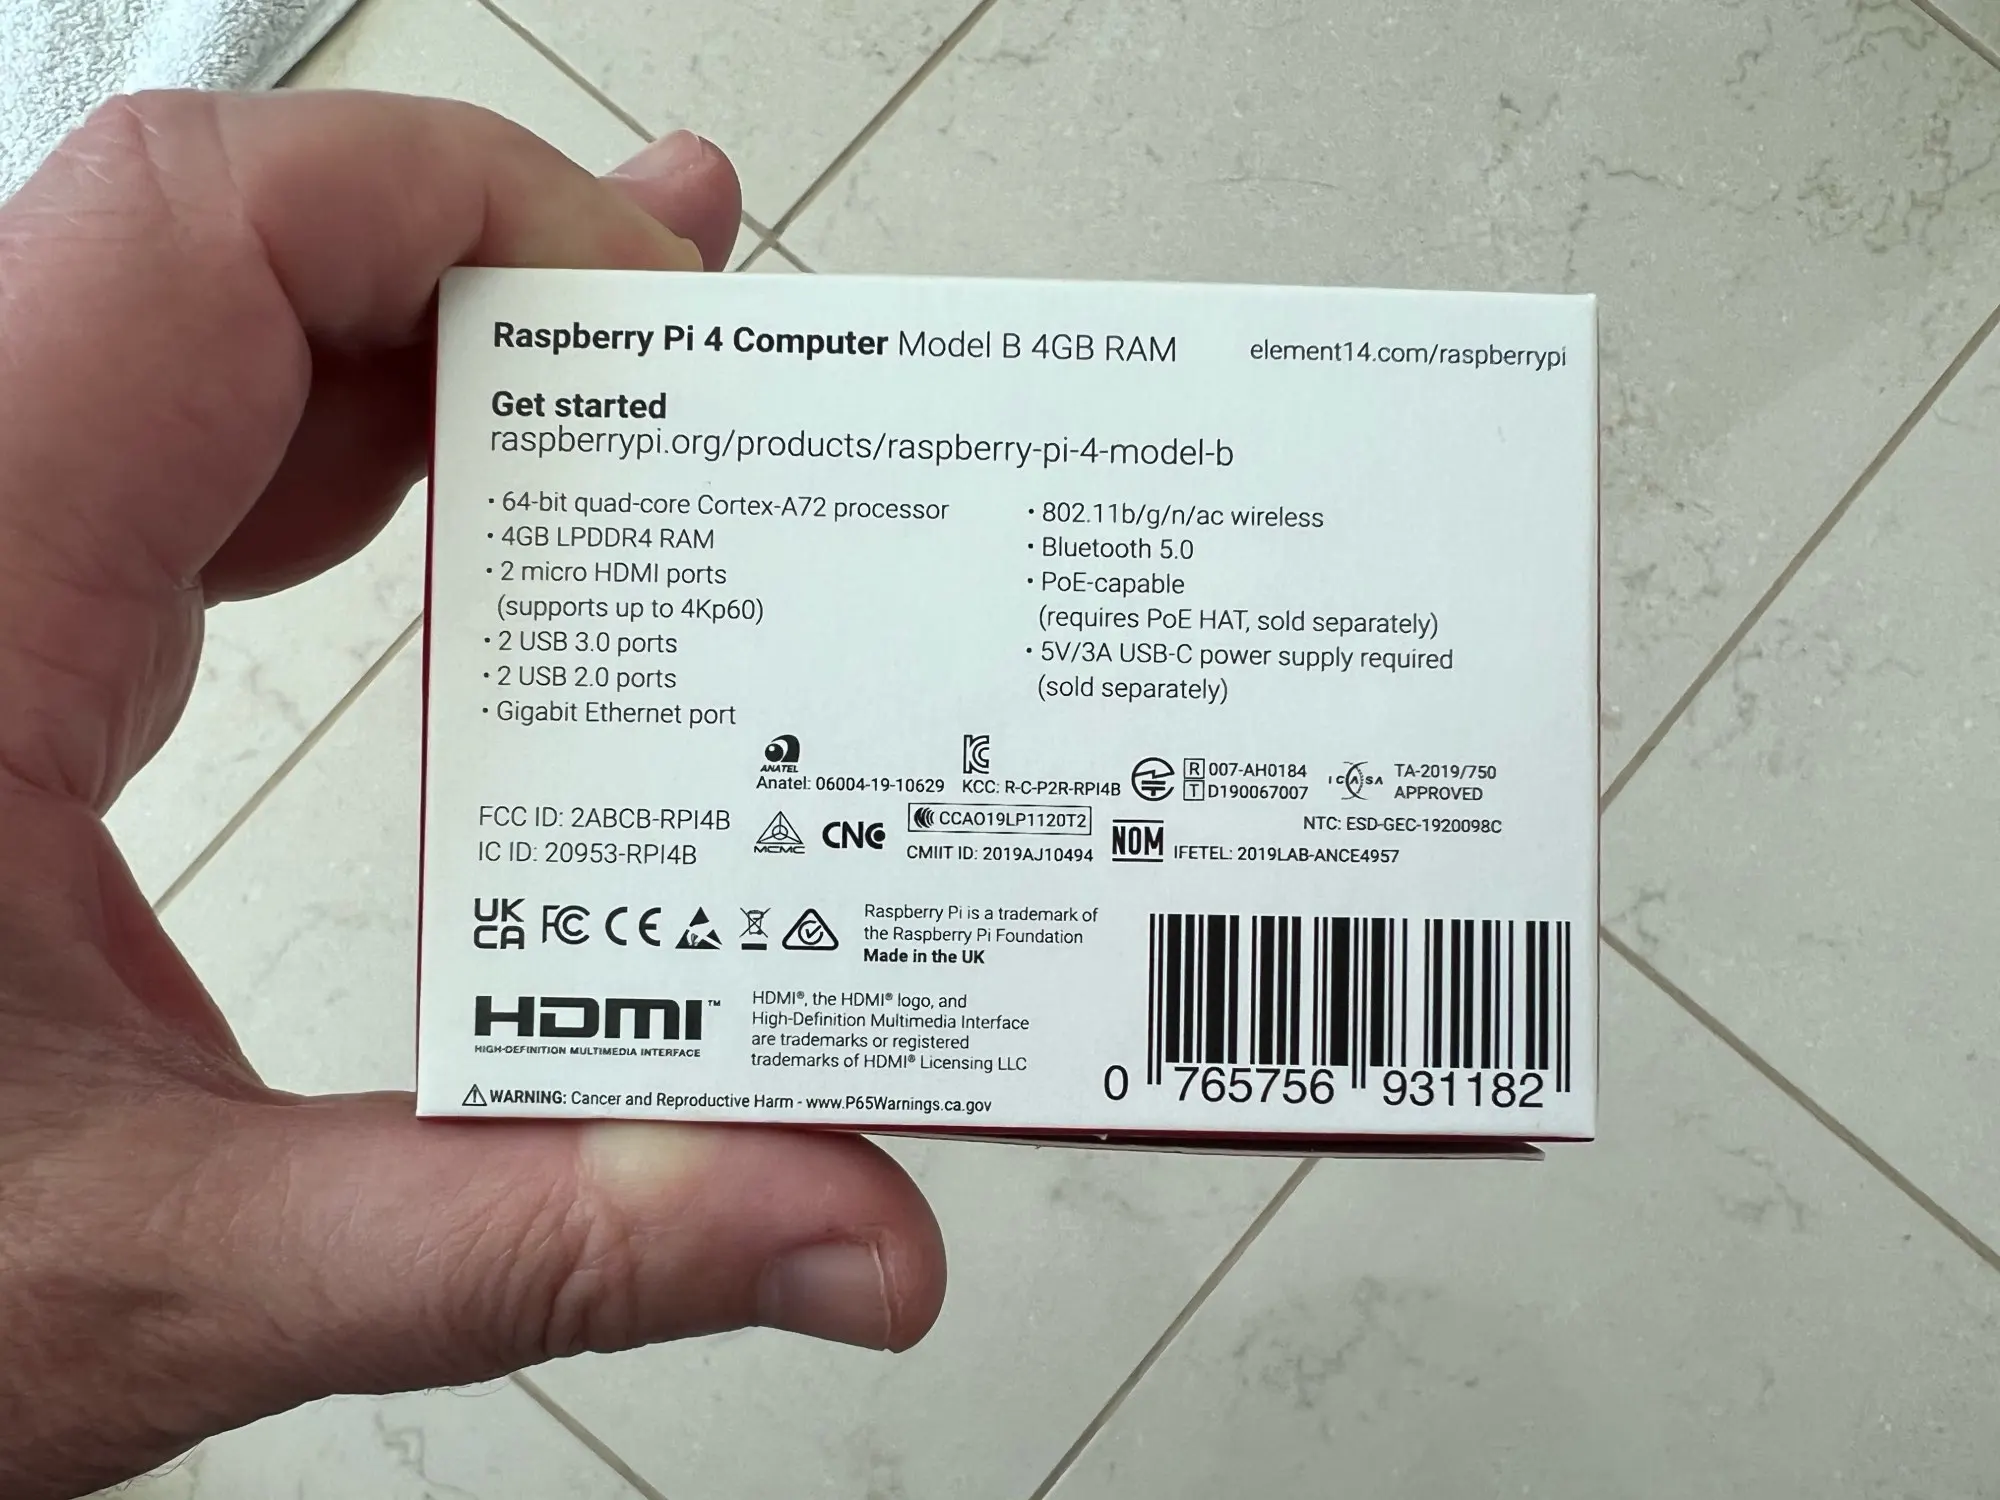 Raspberry Pi 4 Computer Model B 4GB RAM
element14.com/raspberrypi
Get started
raspberrypi.org/products/raspberry-pi-4-model-b
• 64-bit quad-core Cortex-A72 processor
• 4GB LPDDR4 RAM
• 2 micro HDMI ports
(supports up to 4Kp60)
• 2 USB 3.0 ports
• 2 USB 2.0 ports
• Gigabit Ethernet port
• 802.11b/g/n/ac wireless
• Bluetooth 5.0
• PoE-capable
(requires PoE HAT, sold separately)
• 5V/3A USB-C power supply required
(sold separately)
ANATEL
Anatel: 06004-19-10629
KCC: R-C-P2R-RPI4B
R 007-AH0184
T D190067007
ICASA
TA-2019/750
APPROVED
FCC ID: 2ABCB-RPI4B
IC ID: 20953-RPI4B
MCMC
CNC
CCAO19LP1120T2
CMIIT ID: 2019AJ10494
NOM
NTC: ESD-GEC-1920098C
IFETEL: 2019LAB-ANCE4957
UK
CA
FC CE
Raspberry Pi is a trademark of
the Raspberry Pi Foundation
Made in the UK
HDMI™
HIGH-DEFINITION MULTIMEDIA INTERFACE
HDMI®, the HDMI® logo, and
High-Definition Multimedia Interface
are trademarks or registered
trademarks of HDMI® Licensing LLC
WARNING: Cancer and Reproductive Harm - www.P65Warnings.ca.gov
0 765756 931182